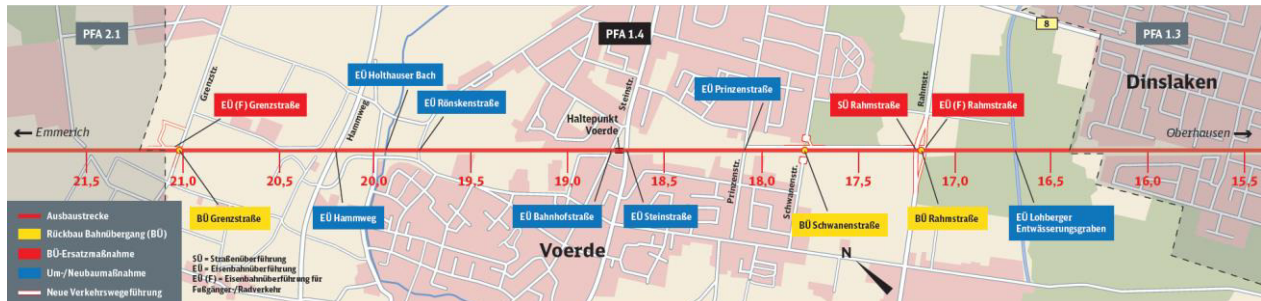 PFA 2.1
PFA 1.4
PFA 1.3
8
Dinslaken
Grenzstr.
EÜ (F) Grenzstraße
Hammweg
EÜ Holthauser Bach
EÜ Rönskenstraße
Steinstr.
Haltepunkt
Voerde
EÜ Prinzenstraße
SÜ Rahmstraße
Rahmstr.
EÜ (F) Rahmstraße
← Emmerich
Oberhausen →
21,5
21,0
20,5
20,0
19,5
19,0
18,5
18,0
17,5
17,0
16,5
16,0
15,5
Prinzenstr.
Schwanenstr.
BÜ Grenzstraße
EÜ Hammweg
EÜ Bahnhofstraße
EÜ Steinstraße
BÜ Schwanenstraße
BÜ Rahmstraße
EÜ Lohberger
Entwässerungsgraben
Voerde
N
Ausbaustrecke
Rückbau Bahnübergang (BÜ)
BÜ-Ersatzmaßnahme
Um-/Neubaumaßnahme
Neue Verkehrswegeführung
SÜ = Straßenüberführung
EÜ = Eisenbahnüberführung
EÜ (F) = Eisenbahnüberführung für
Fußgänger-/Radverkehr